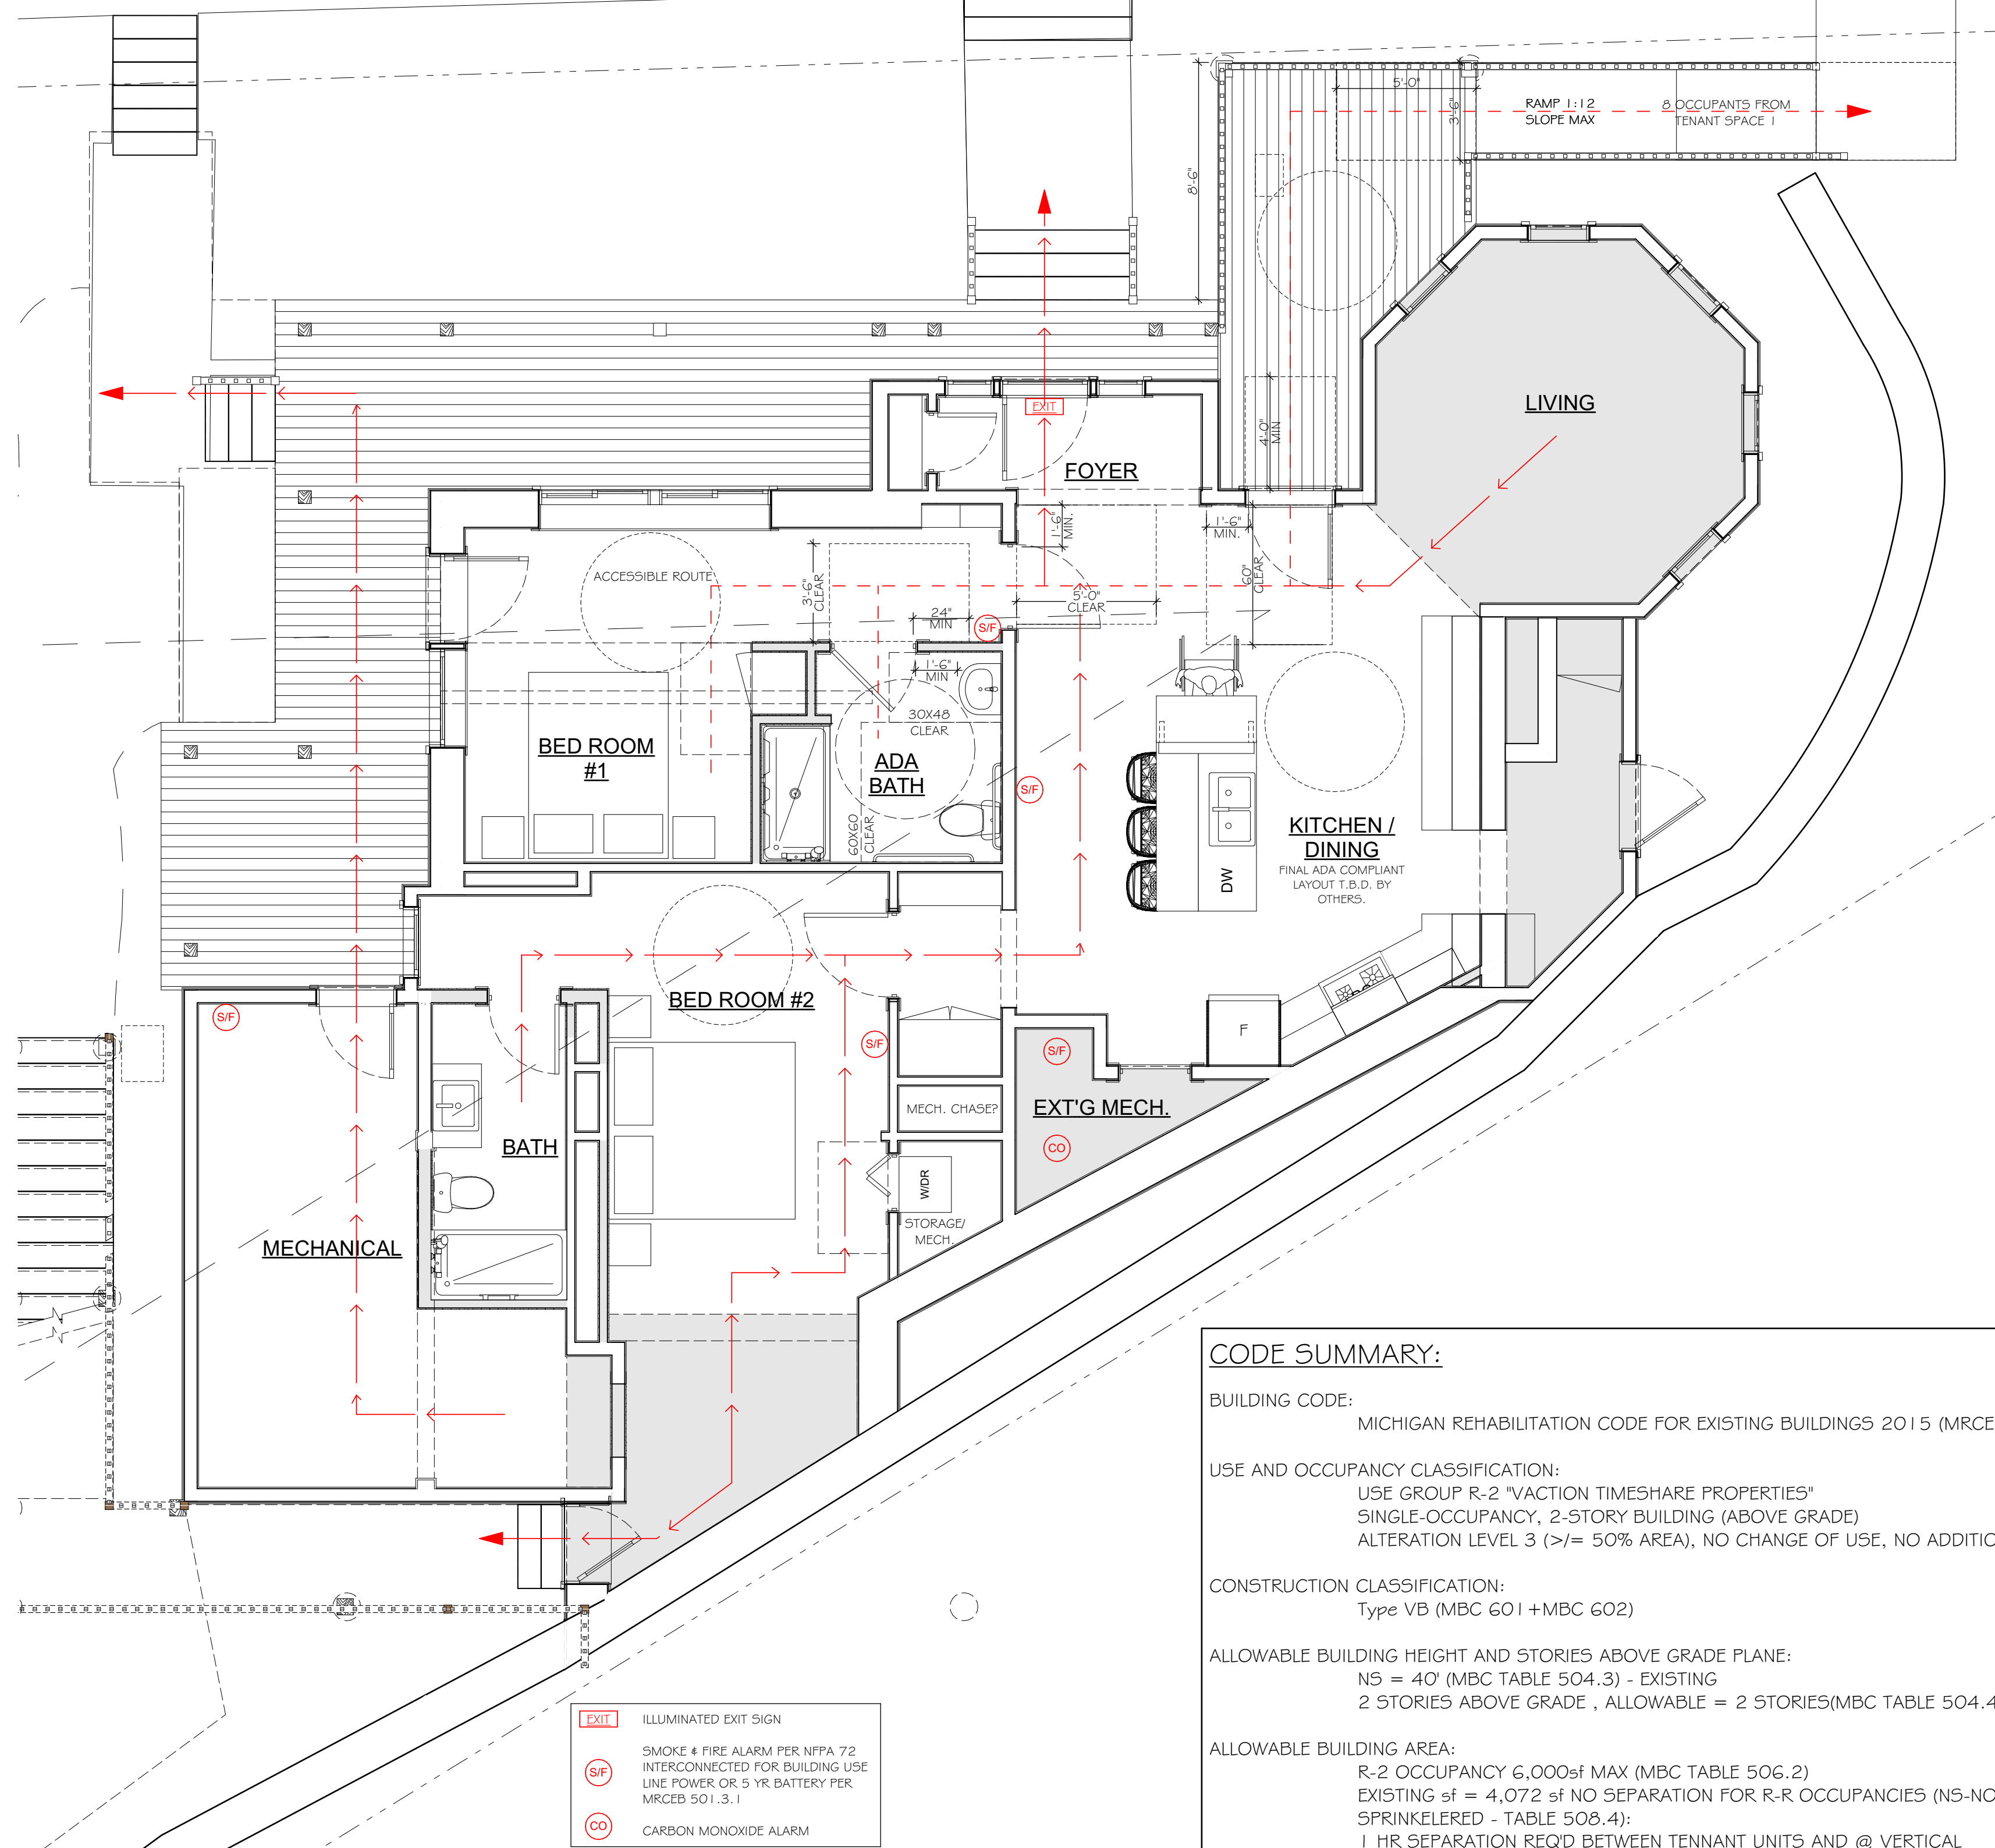 5'-0"
RAMP 1:12
SLOPE MAX
8 OCCUPANTS FROM
TENANT SPACE 1
3'-6"
8'-6"
LIVING
EXIT
4'-0"
MIN
FOYER
1'-6"
MIN.
1'-6"
MIN.
60"
CLEAR
ACCESSIBLE ROUTE
3'-6"
CLEAR
5'-0"
CLEAR
24"
MIN
S/F
1'-6"
MIN
30X48
CLEAR
BED ROOM
#1
ADA
BATH
S/F
60X60
CLEAR
KITCHEN /
DINING
FINAL ADA COMPLIANT
LAYOUT T.B.D. BY
OTHERS.
DW
BED ROOM #2
S/F
S/F
S/F
F
MECH. CHASE?
EXT'G MECH.
CO
BATH
W/DR
STORAGE/
MECH.
MECHANICAL
EXIT
ILLUMINATED EXIT SIGN
S/F
SMOKE & FIRE ALARM PER NFPA 72
INTERCONNECTED FOR BUILDING USE
LINE POWER OR 5 YR BATTERY PER
MRCEB 501.3.1
CO
CARBON MONOXIDE ALARM
CODE SUMMARY:
BUILDING CODE:
MICHIGAN REHABILITATION CODE FOR EXISTING BUILDINGS 2015 (MRCE
USE AND OCCUPANCY CLASSIFICATION:
USE GROUP R-2 "VACTION TIMESHARE PROPERTIES"
SINGLE-OCCUPANCY, 2-STORY BUILDING (ABOVE GRADE)
ALTERATION LEVEL 3 (>/= 50% AREA), NO CHANGE OF USE, NO ADDITIO
CONSTRUCTION CLASSIFICATION:
Type VB (MBC 601+MBC 602)
ALLOWABLE BUILDING HEIGHT AND STORIES ABOVE GRADE PLANE:
NS = 40' (MBC TABLE 504.3) - EXISTING
2 STORIES ABOVE GRADE , ALLOWABLE = 2 STORIES(MBC TABLE 504.4
ALLOWABLE BUILDING AREA:
R-2 OCCUPANCY 6,000sf MAX (MBC TABLE 506.2)
EXISTING sf = 4,072 sf NO SEPARATION FOR R-R OCCUPANCIES (NS-NO
SPRINKELERED - TABLE 508.4):
1 HR SEPARATION REQ'D BETWEEN TENNANT UNITS AND @ VERTICAL